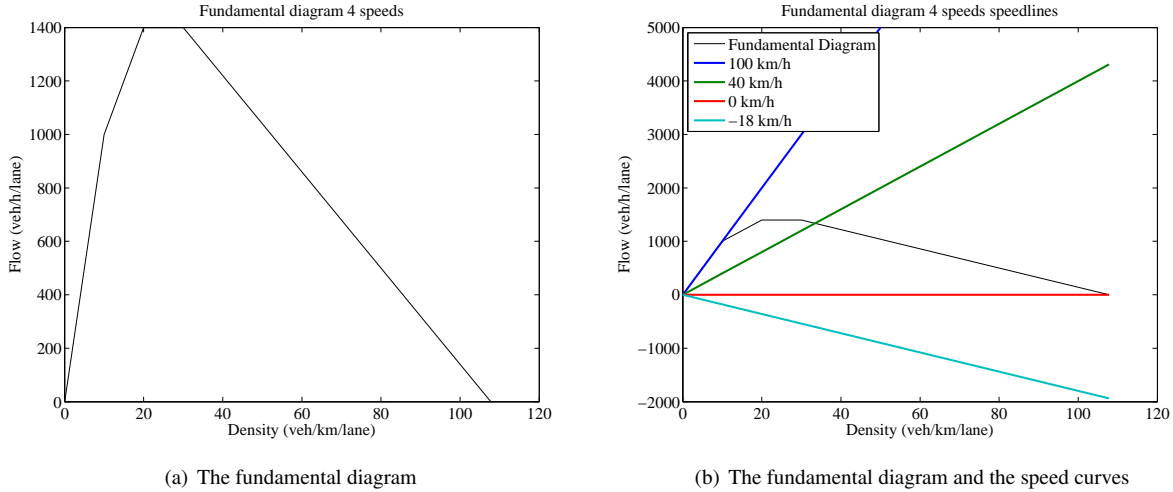 Fundamental diagram 4 speeds
1400
1200
1000
800
600
400
200
0
Flow (veh/h/lane)
0 20 40 60 80 100 120
Density (veh/km/lane)
(a) The fundamental diagram
Fundamental diagram 4 speeds speedlines
5000
4000
3000
2000
1000
0
−1000
−2000
Flow (veh/h/lane)
Fundamental Diagram
100 km/h
40 km/h
0 km/h
−18 km/h
0 20 40 60 80 100 120
Density (veh/km/lane)
(b) The fundamental diagram and the speed curves